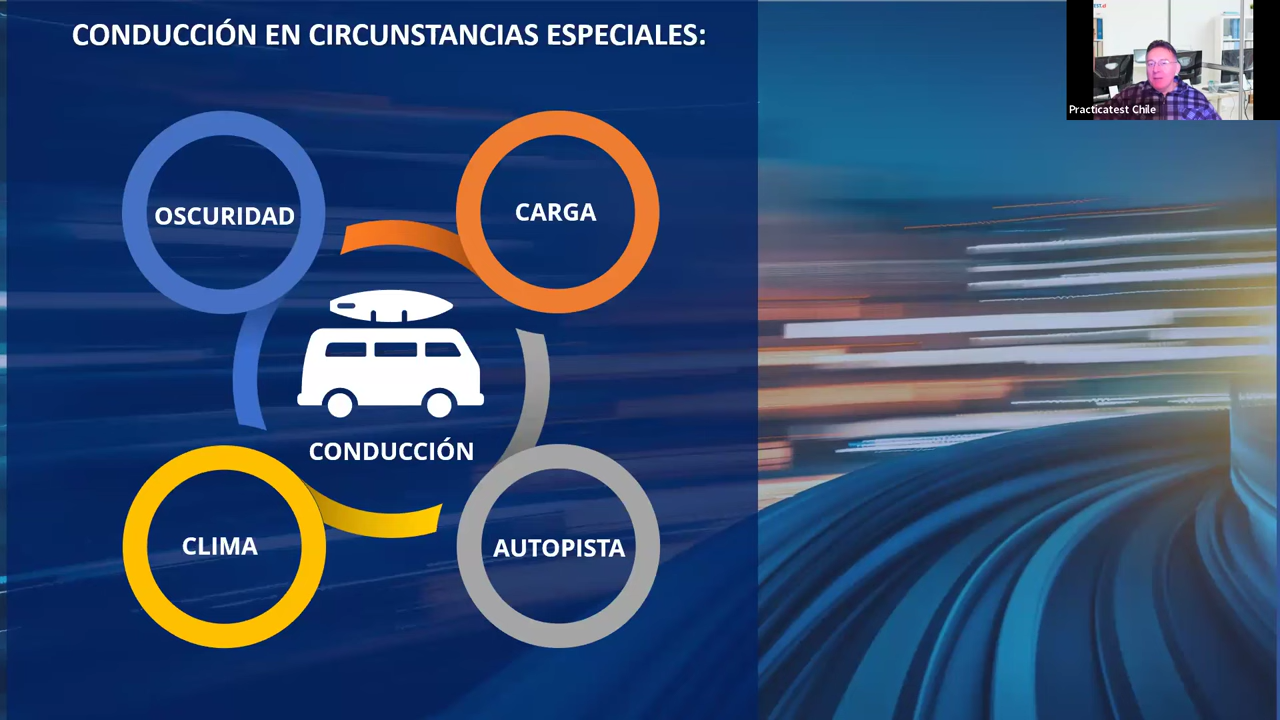 CONDUCCIÓN EN CIRCUNSTANCIAS ESPECIALES:
Practicatest Chile
OSCURIDAD
CARGA
CONDUCCIÓN
CLIMA
AUTOPISTA